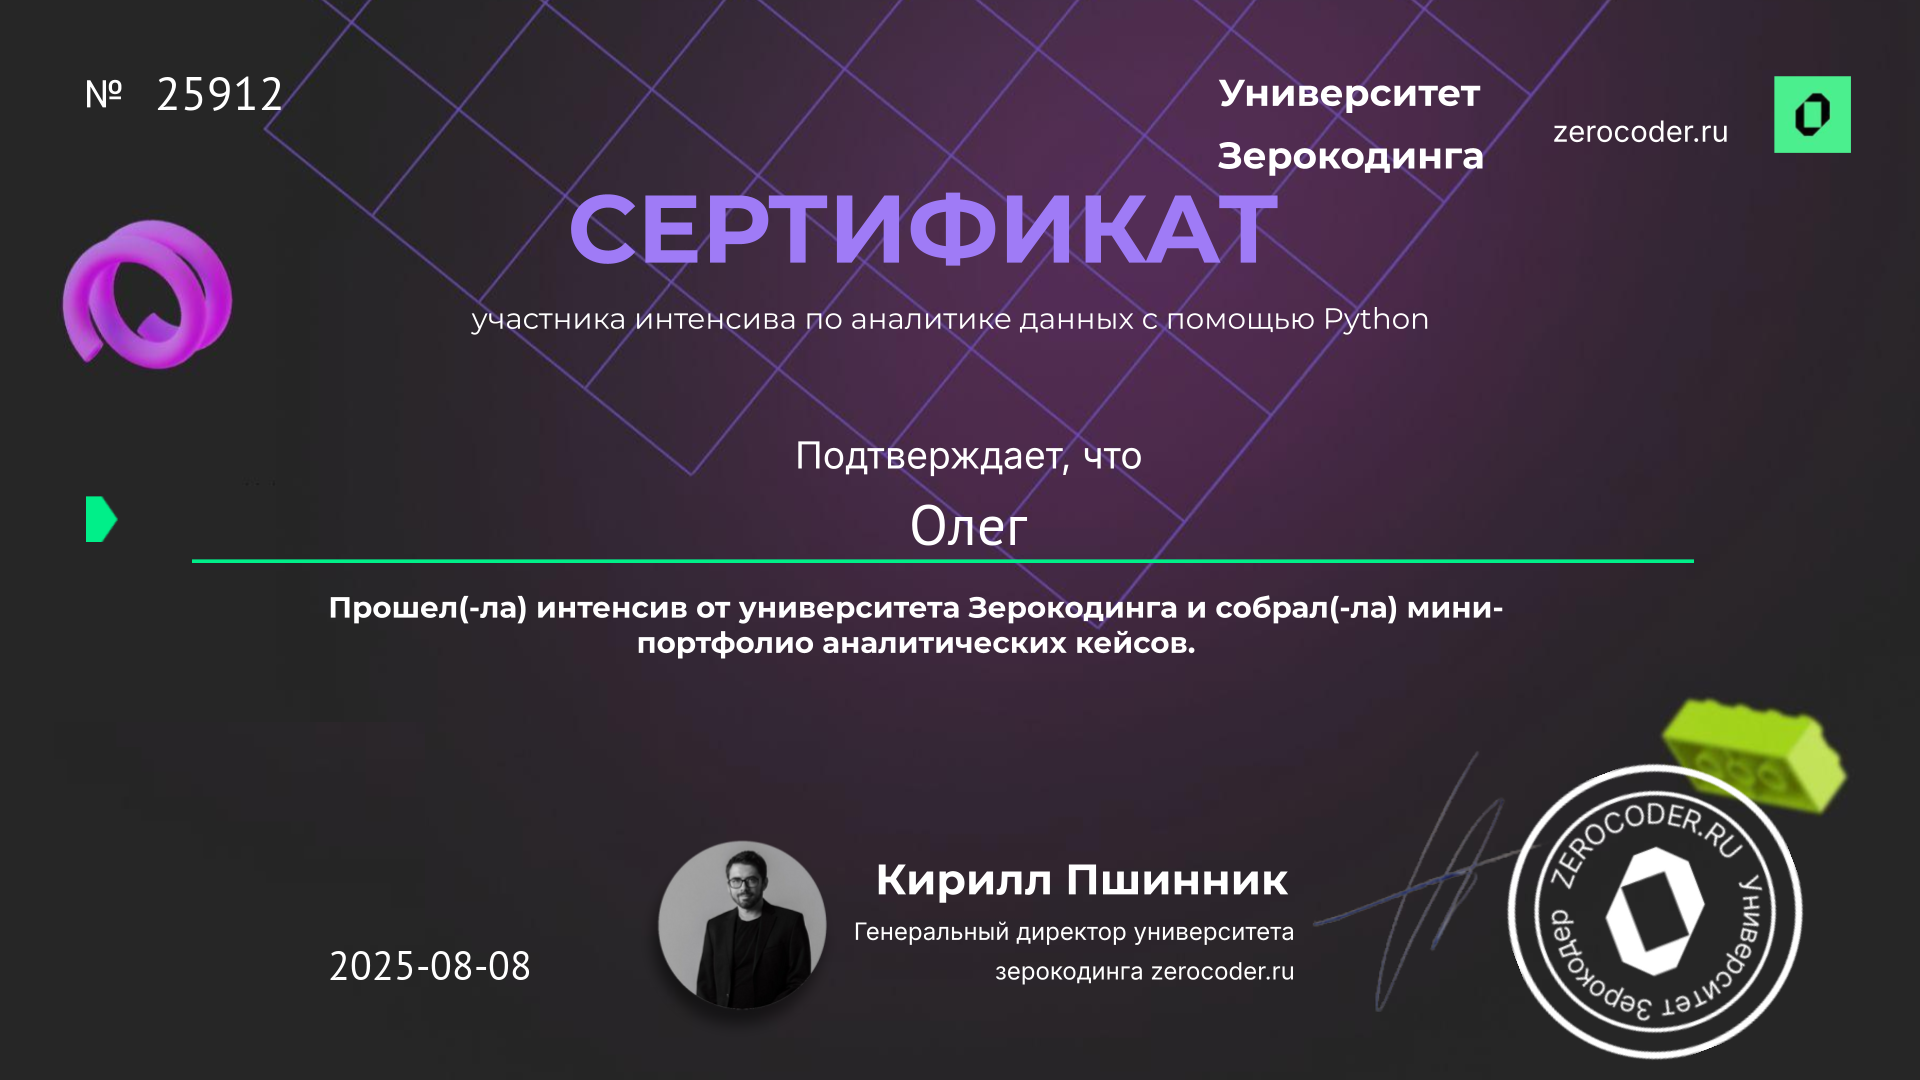 № 25912
Университет
Зерокодинга
zerocoder.ru
СЕРТИФИКАТ
участника интенсива по аналитике данных с помощью Python
Подтверждает, что
Олег
Прошел(-ла) интенсив от университета Зерокодинга и собрал(-ла) мини-
портфолио аналитических кейсов.
Кирилл Пшинник
Генеральный директор университета
зерокодинга zerocoder.ru
2025-08-08
ZEROCODER.RU
Университет Зерокодер